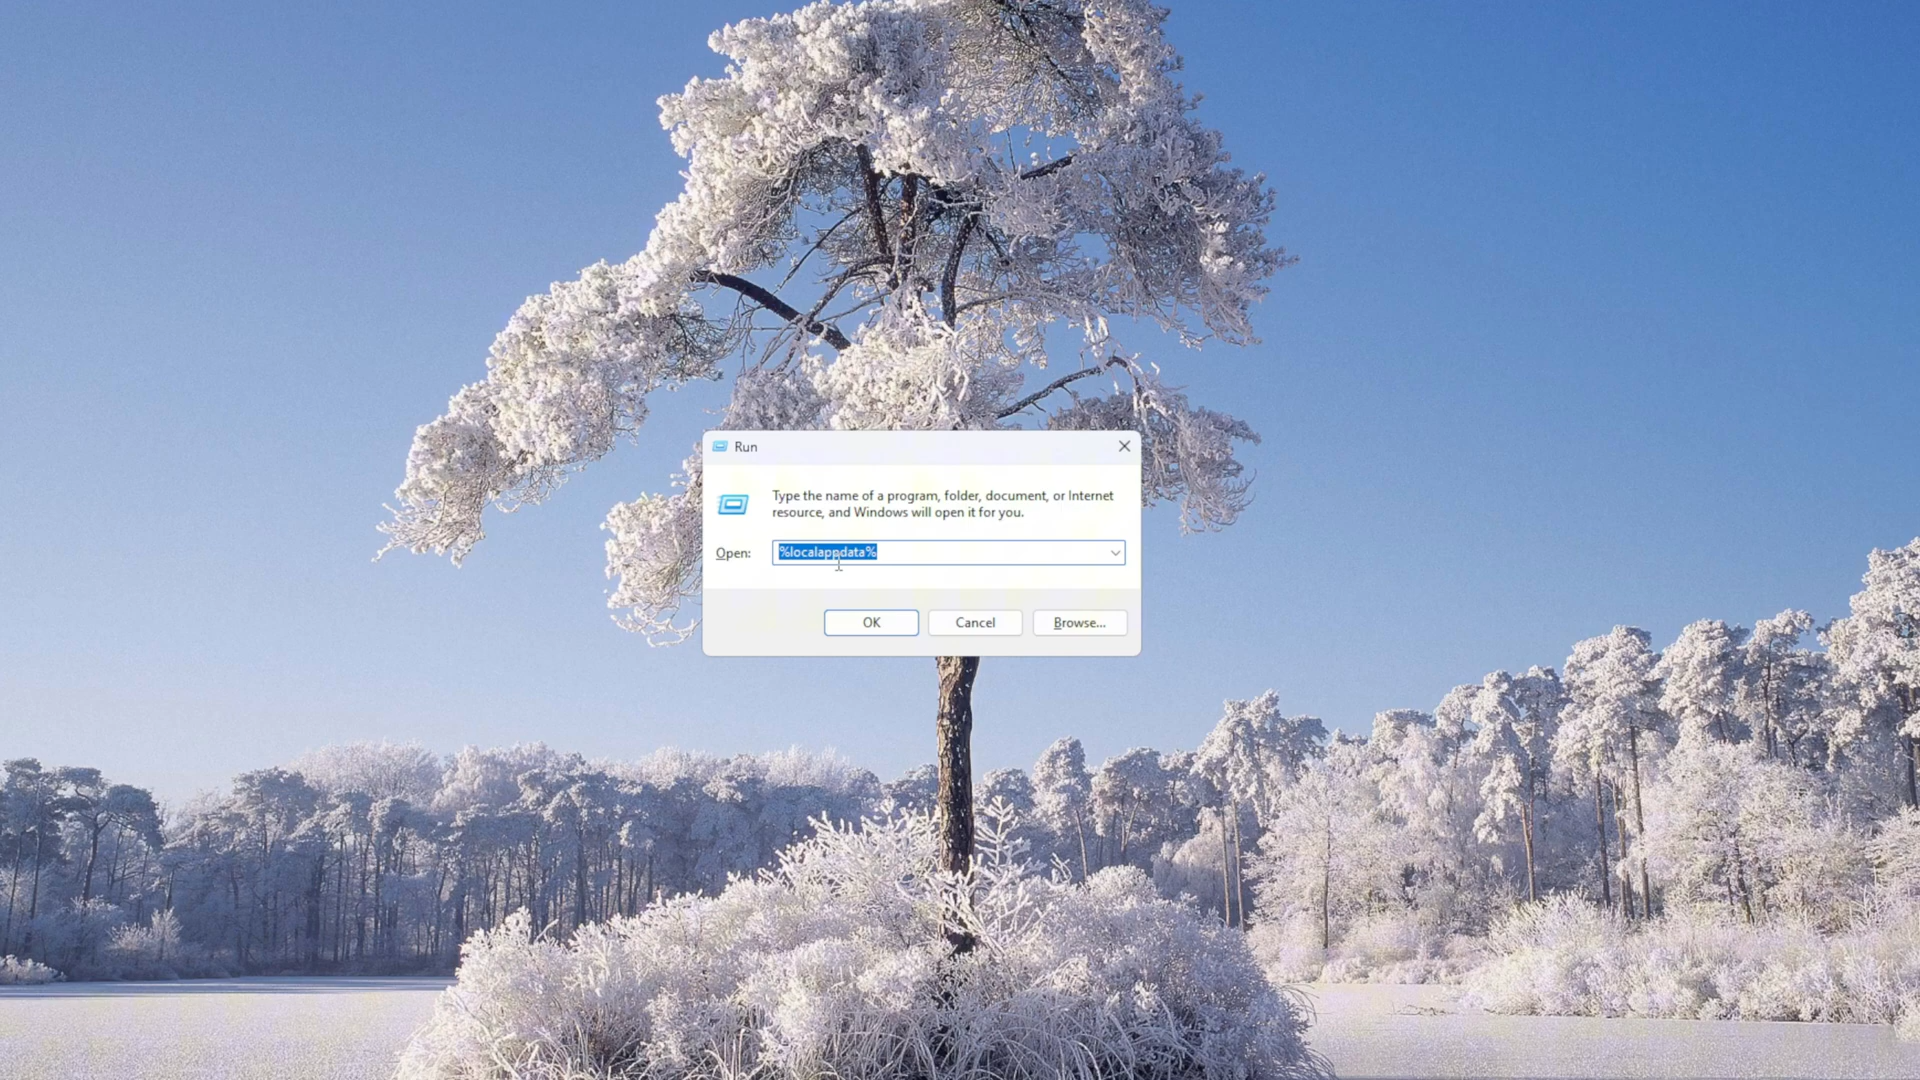 Run
Type the name of a program, folder, document, or Internet
resource, and Windows will open it for you.
Open:
%localappdata%
OK
Cancel
Browse...